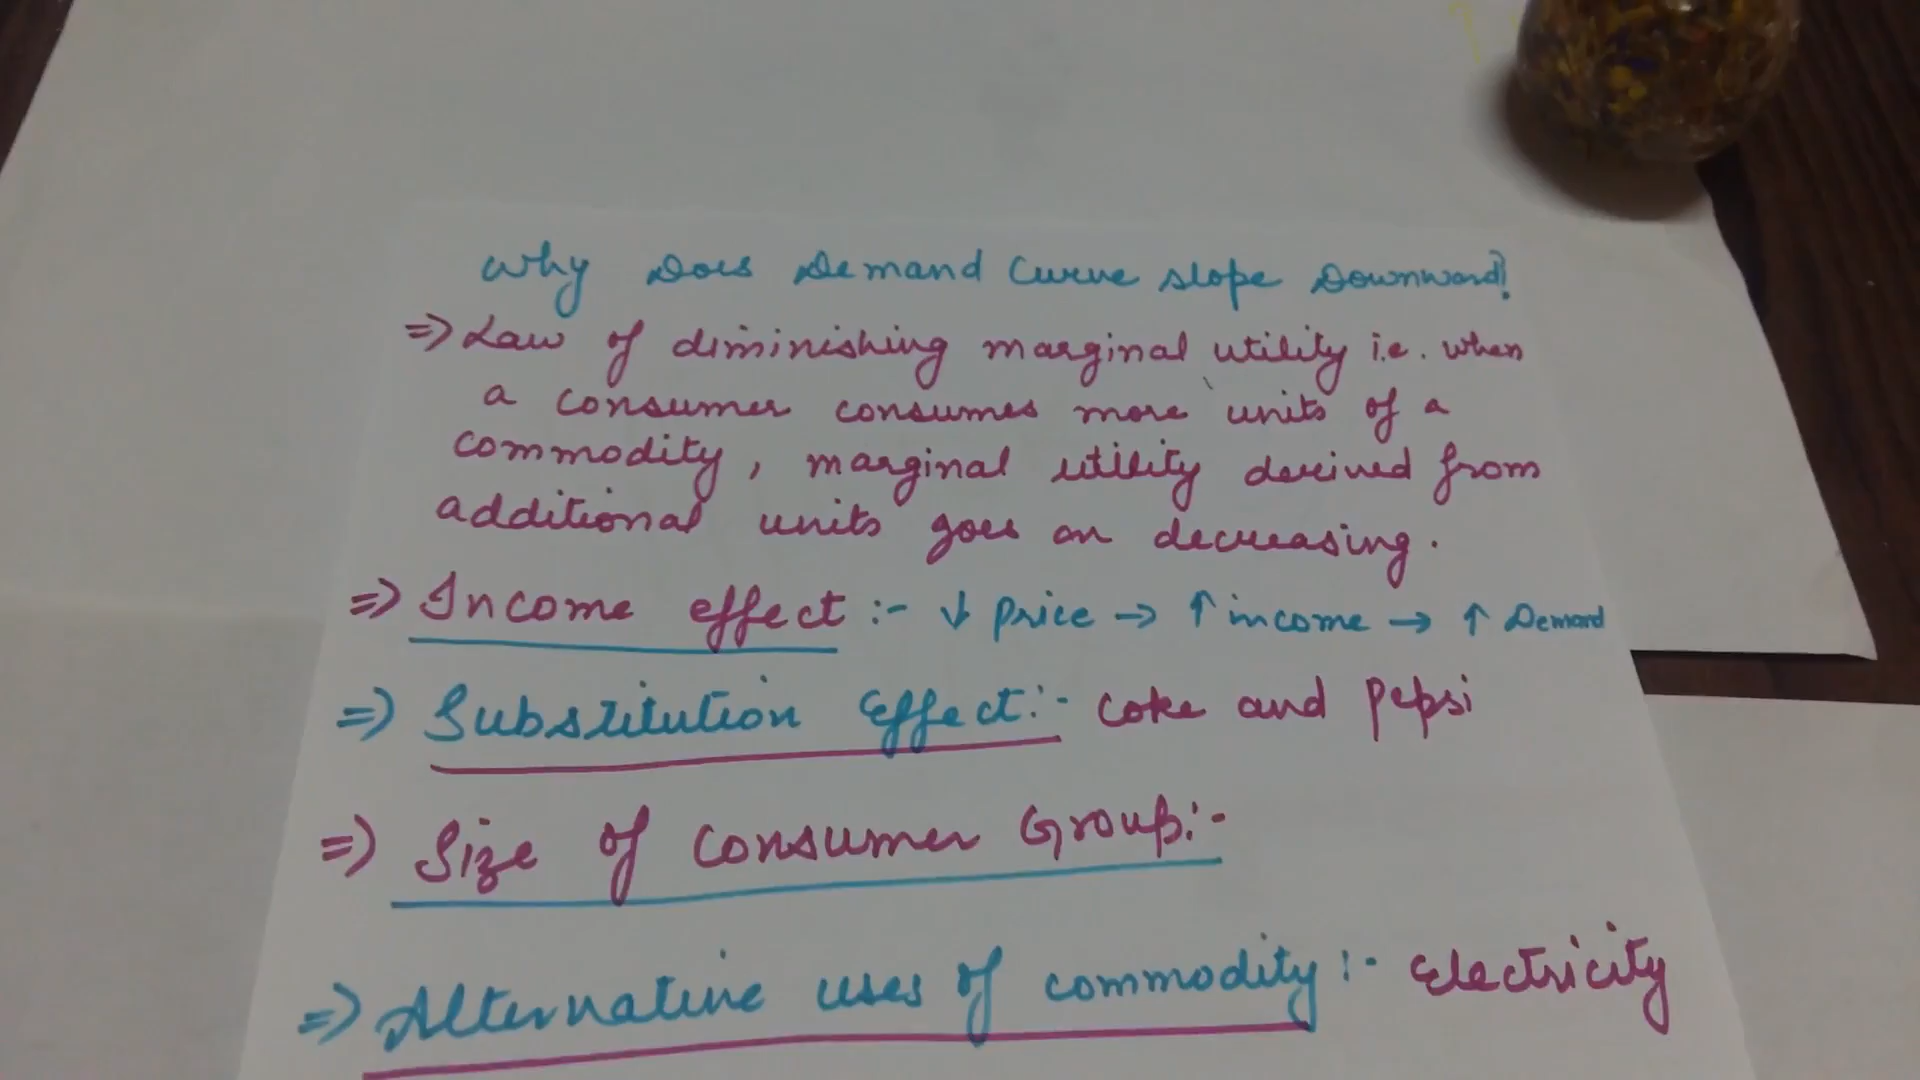 Why Does Demand Curve slope Downward?
=> Law of diminishing marginal utility i.e. when
a consumer consumes more units of a
commodity, marginal utility derived from
additional units goes on decreasing.
=> Income effect :- ↓ price → ↑ income → ↑ Demand
=> Substitution Effect :- Coke and Pepsi
=> Size of Consumer Group :-
=> Alternative uses of commodity :- Electricity